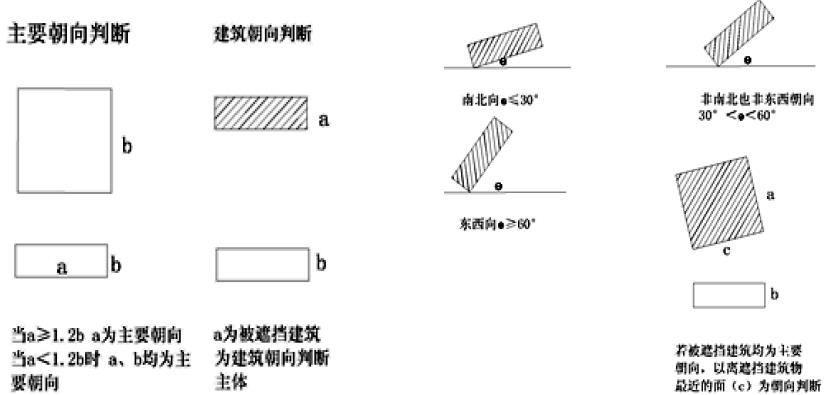 主要朝向判断
b
a
b
当a≥1.2b a为主要朝向
当a<1.2b时 a、b均为主
要朝向
建筑朝向判断
a
b
a为被遮挡建筑
为建筑朝向判断
主体
ɵ
南北向ɵ≤30°
ɵ
东西向ɵ≥60°
ɵ
非南北也非东西朝向
30° <ɵ<60°
a
c
b
若被遮挡建筑均为主要
朝向，以离遮挡建筑物
最近的面（c）为朝向判断